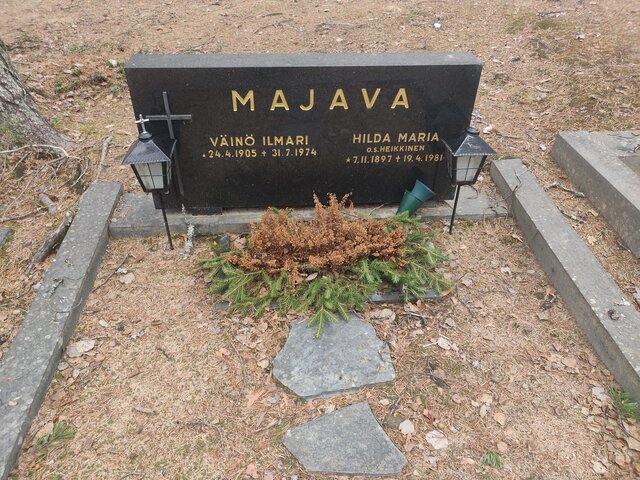 MAJAVA
VÄINÖ ILMARI
*24.4.1905 +31.7.1974
HILDA MARIA
O.S. HEIKKINEN
*7.11.1897 +19.4.1981